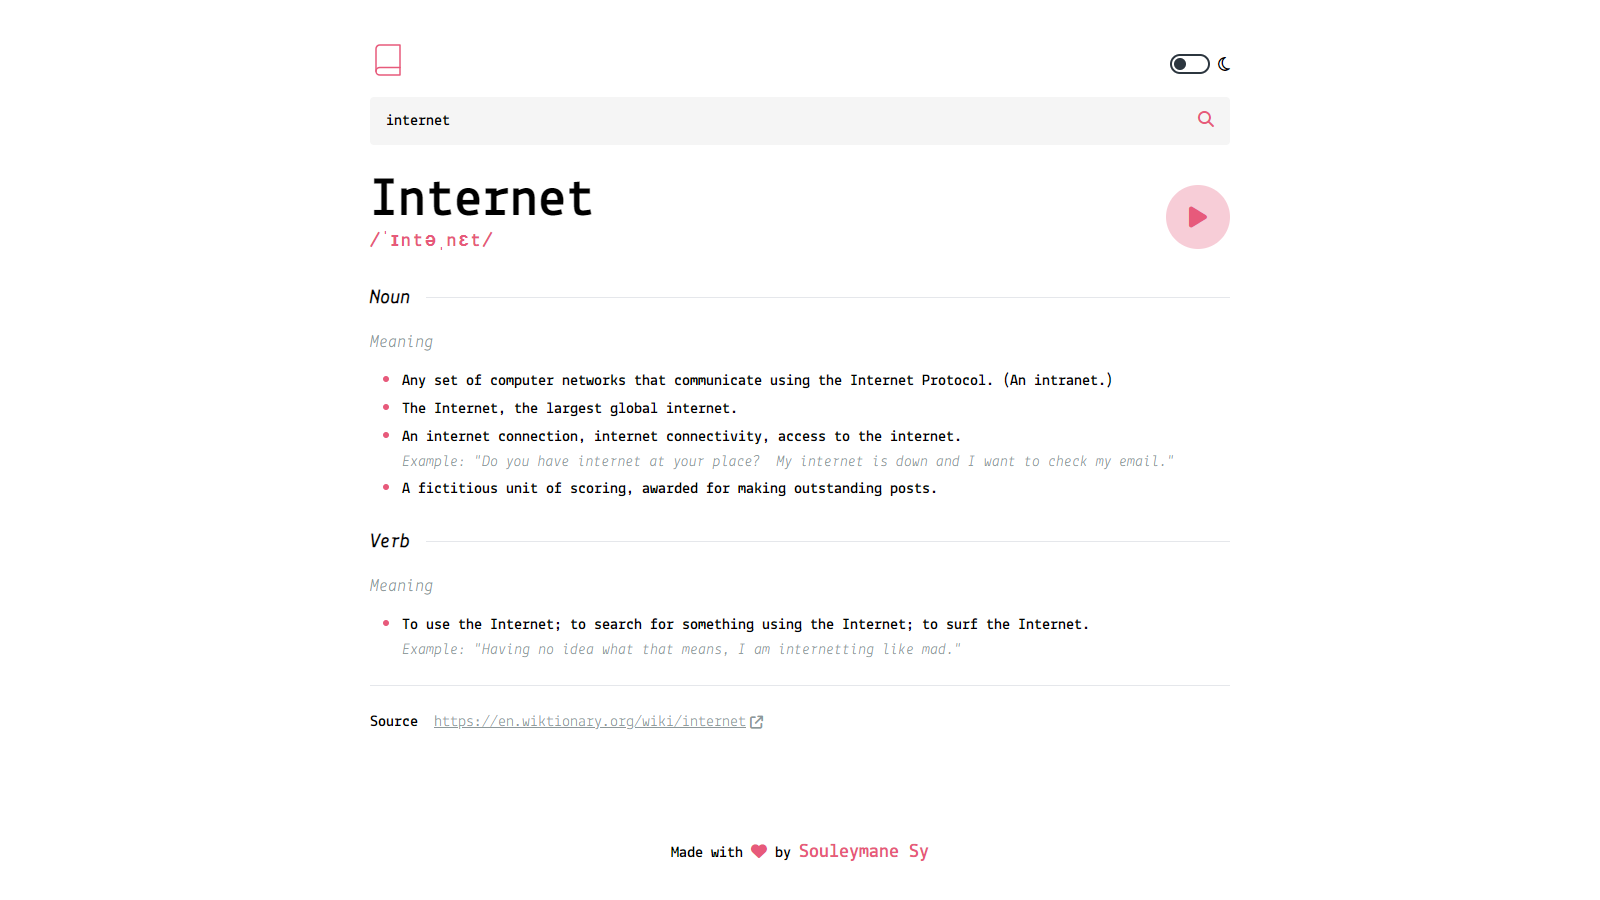 internet
Internet
/ˈɪntəˌnɛt/
Noun
Meaning
Any set of computer networks that communicate using the Internet Protocol. (An intranet.)
The Internet, the largest global internet.
An internet connection, internet connectivity, access to the internet.
Example: "Do you have internet at your place?  My internet is down and I want to check my email."
A fictitious unit of scoring, awarded for making outstanding posts.
Verb
Meaning
To use the Internet; to search for something using the Internet; to surf the Internet.
Example: "Having no idea what that means, I am internetting like mad."
Source https://en.wiktionary.org/wiki/internet
Made with by Souleymane Sy